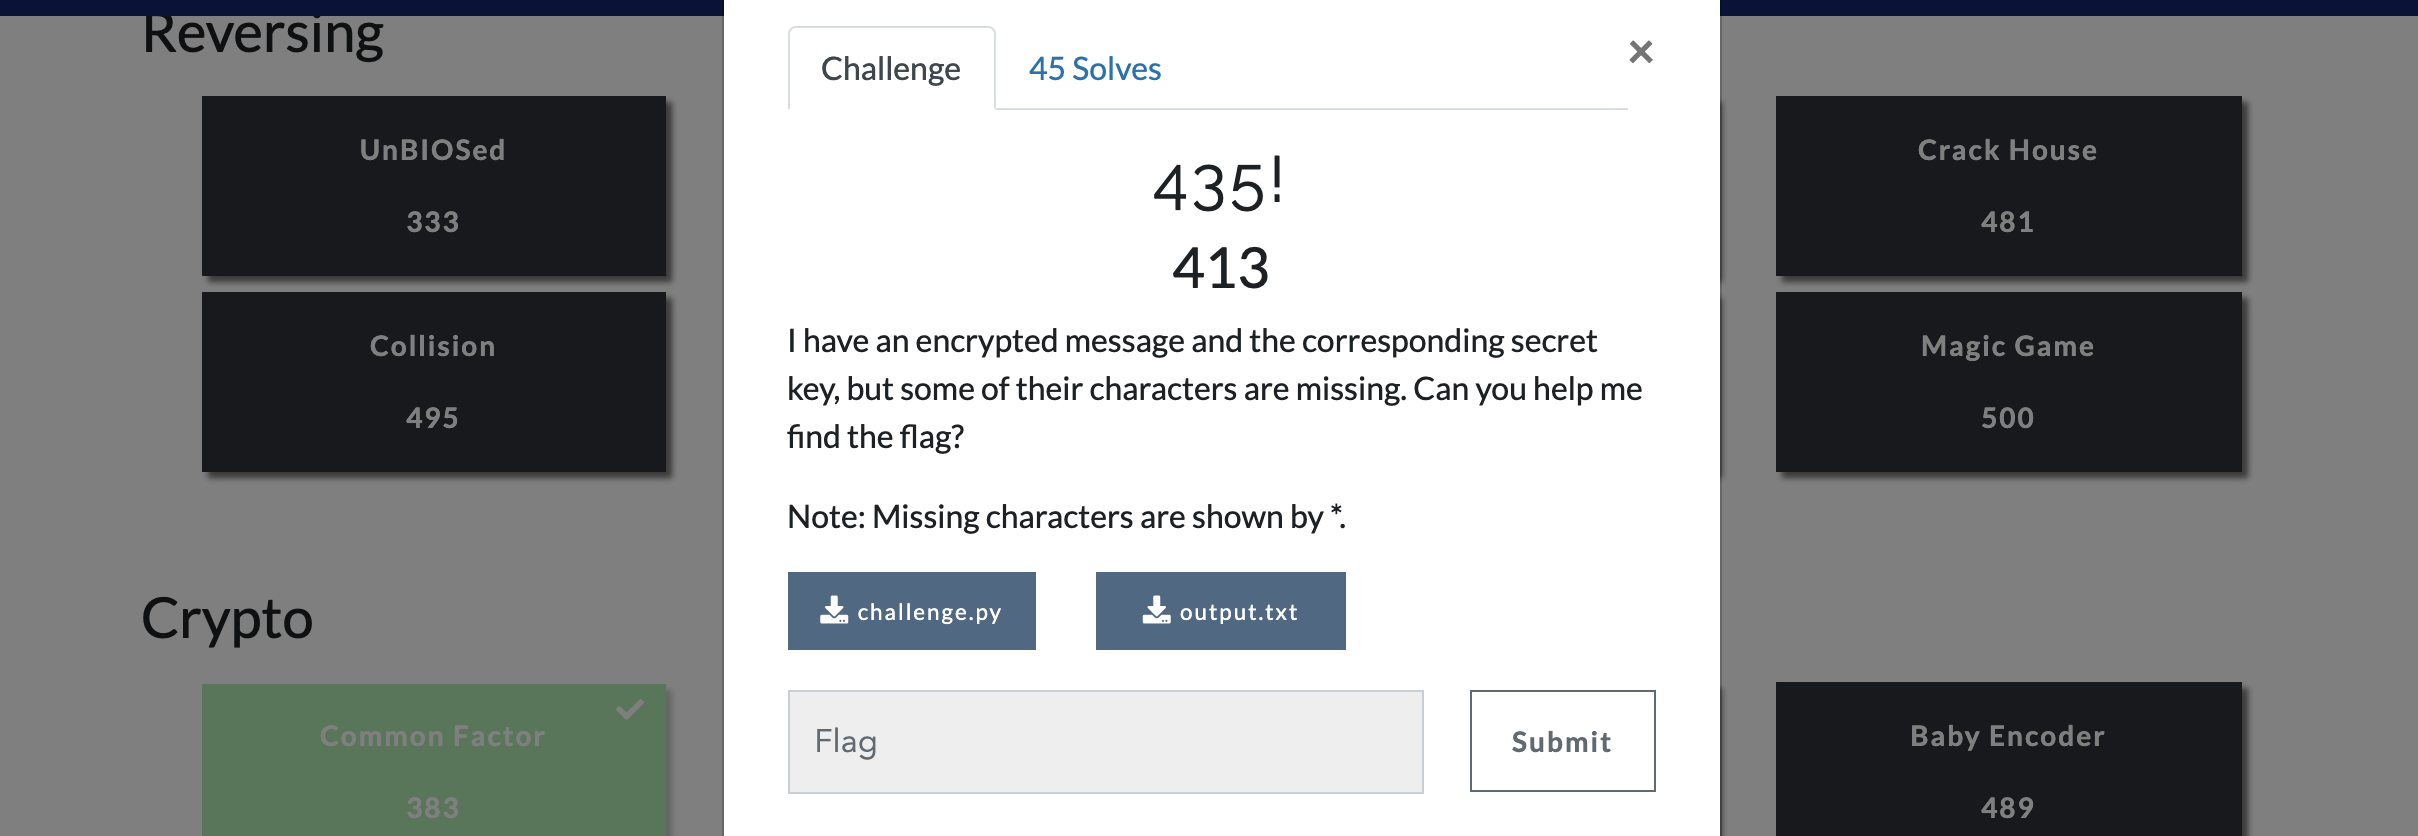 Reversing
UnBIOSed
333
Collision
495
Crypto
Common Factor
383
Challenge
45 Solves
×
435!
413
I have an encrypted message and the corresponding secret
key, but some of their characters are missing. Can you help me
find the flag?
Note: Missing characters are shown by *.
challenge.py
output.txt
Flag
Submit
Crack House
481
Magic Game
500
Baby Encoder
489